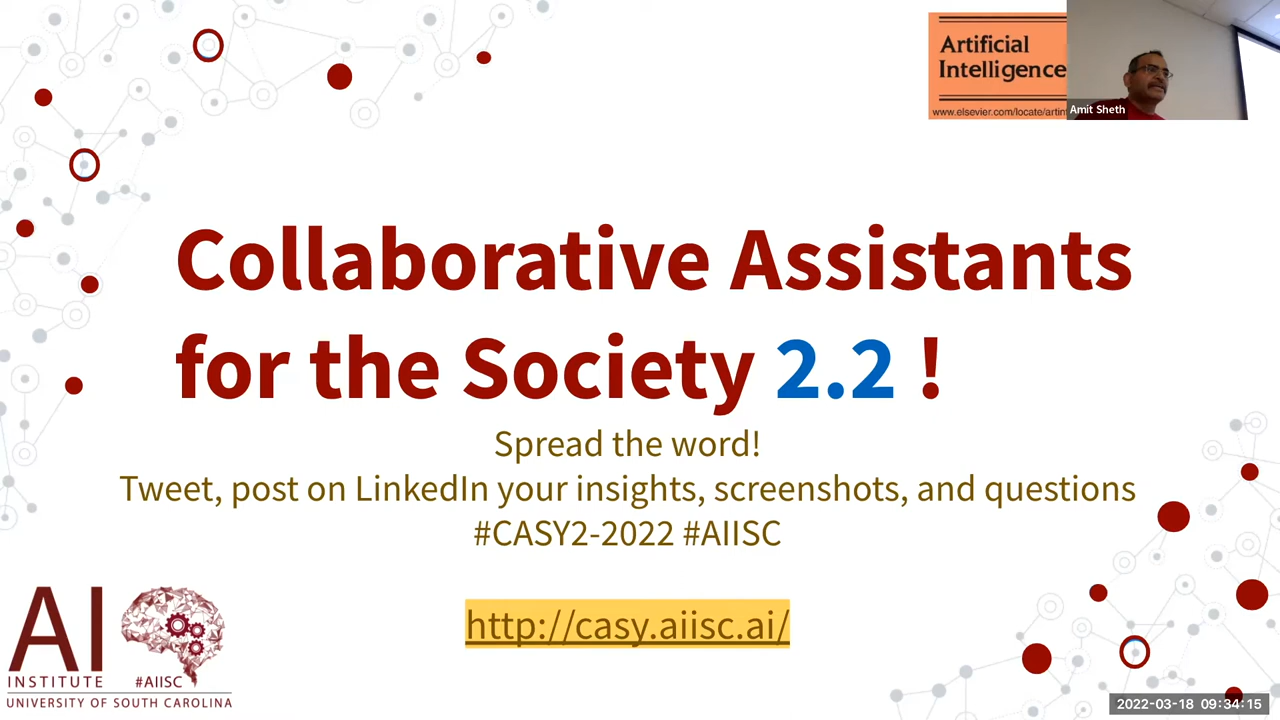 Artificial
Intelligence
www.elsevier.com/locate/artin
Amit Sheth
Collaborative Assistants
for the Society 2.2 !
Spread the word!
Tweet, post on LinkedIn your insights, screenshots, and questions
#CASY2-2022 #AIISC
http://casy.aiisc.ai/
AI
INSTITUTE #AIISC
UNIVERSITY OF SOUTH CAROLINA
2022-03-18 09:34:15